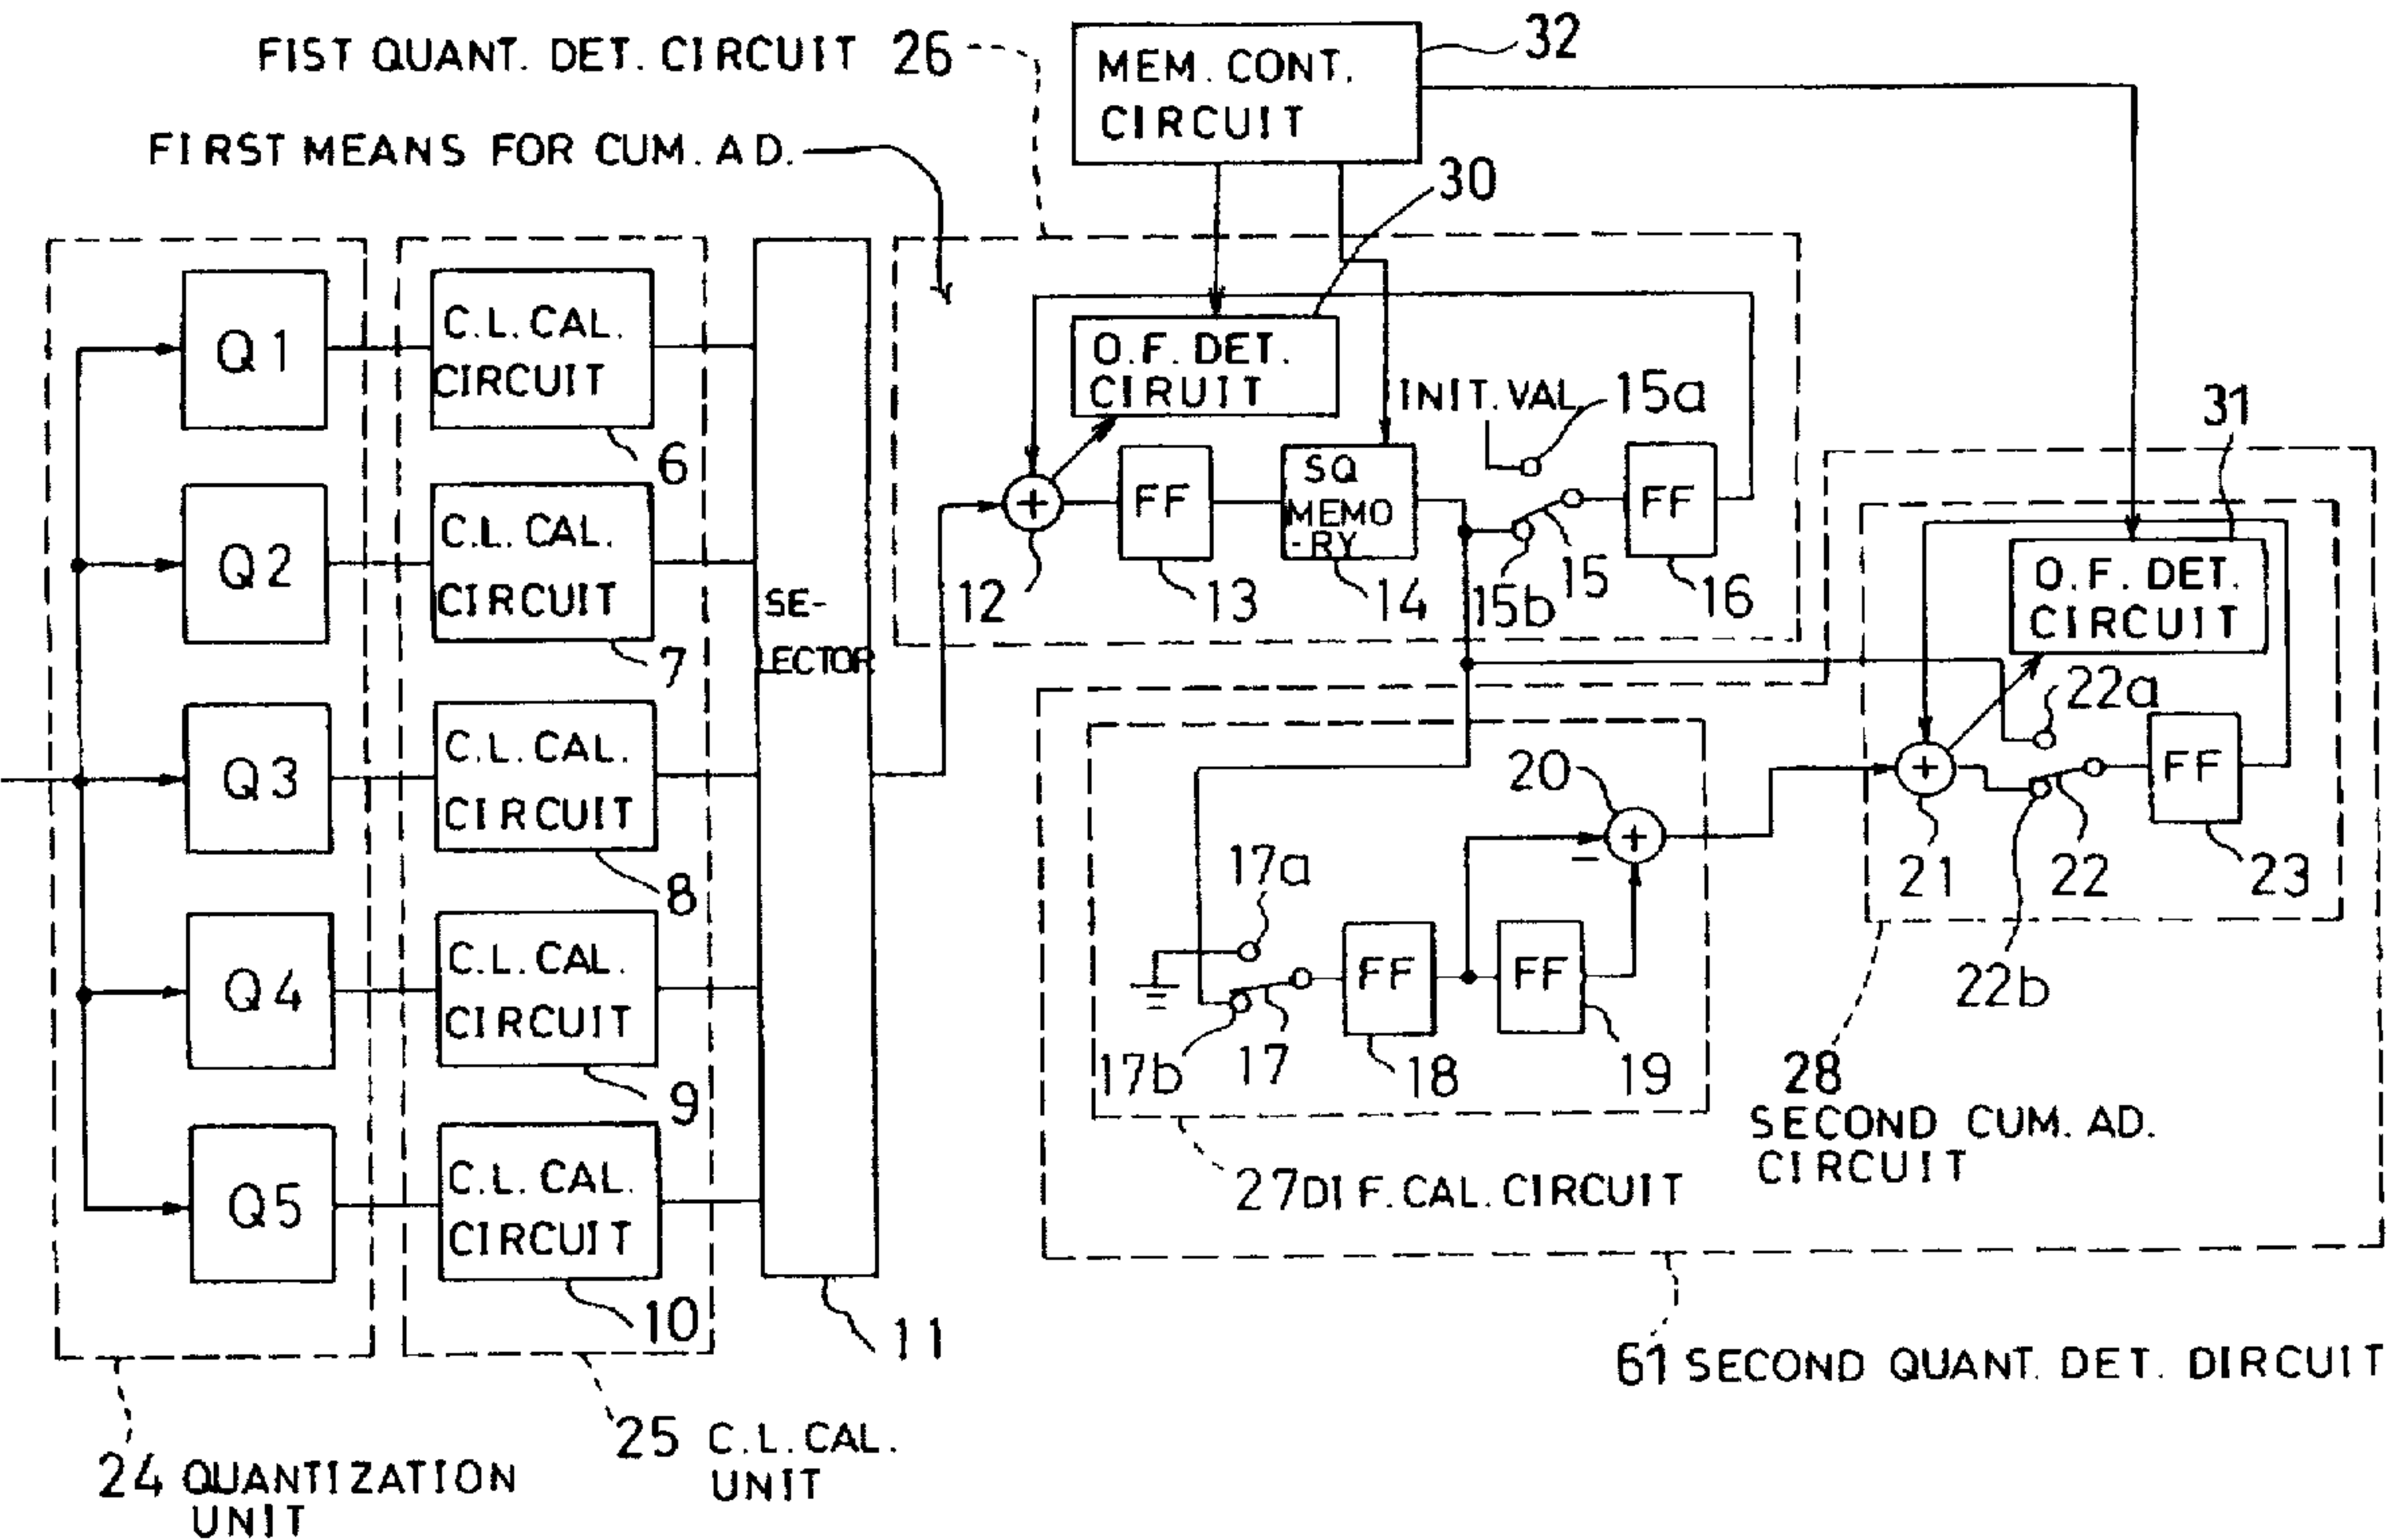 FIST QUANT. DET. CIRCUIT 26
MEM. CONT.
CIRCUIT
32
FIRST MEANS FOR CUM. AD.
30
Q1
C.L. CAL.
CIRCUIT
6
Q2
C.L. CAL.
CIRCUIT
7
Q3
C.L. CAL.
CIRCUIT
8
Q4
C.L. CAL.
CIRCUIT
9
Q5
C.L. CAL.
CIRCUIT
10
SE-
LECTOR
11
O.F. DET.
CIRUIT
INIT. VAL.
15a
12
+
FF
13
SQ
MEMO
-RY
14
15b
15
FF
16
31
O.F. DET.
CIRCUIT
22a
+
21
22b
22
FF
23
20
+
-
17a
17b
17
FF
18
FF
19
27 DIF. CAL. CIRCUIT
28
SECOND CUM. AD.
CIRCUIT
61 SECOND QUANT. DET. DIRCUIT
24 QUANTIZATION
UNIT
25 C.L. CAL.
UNIT